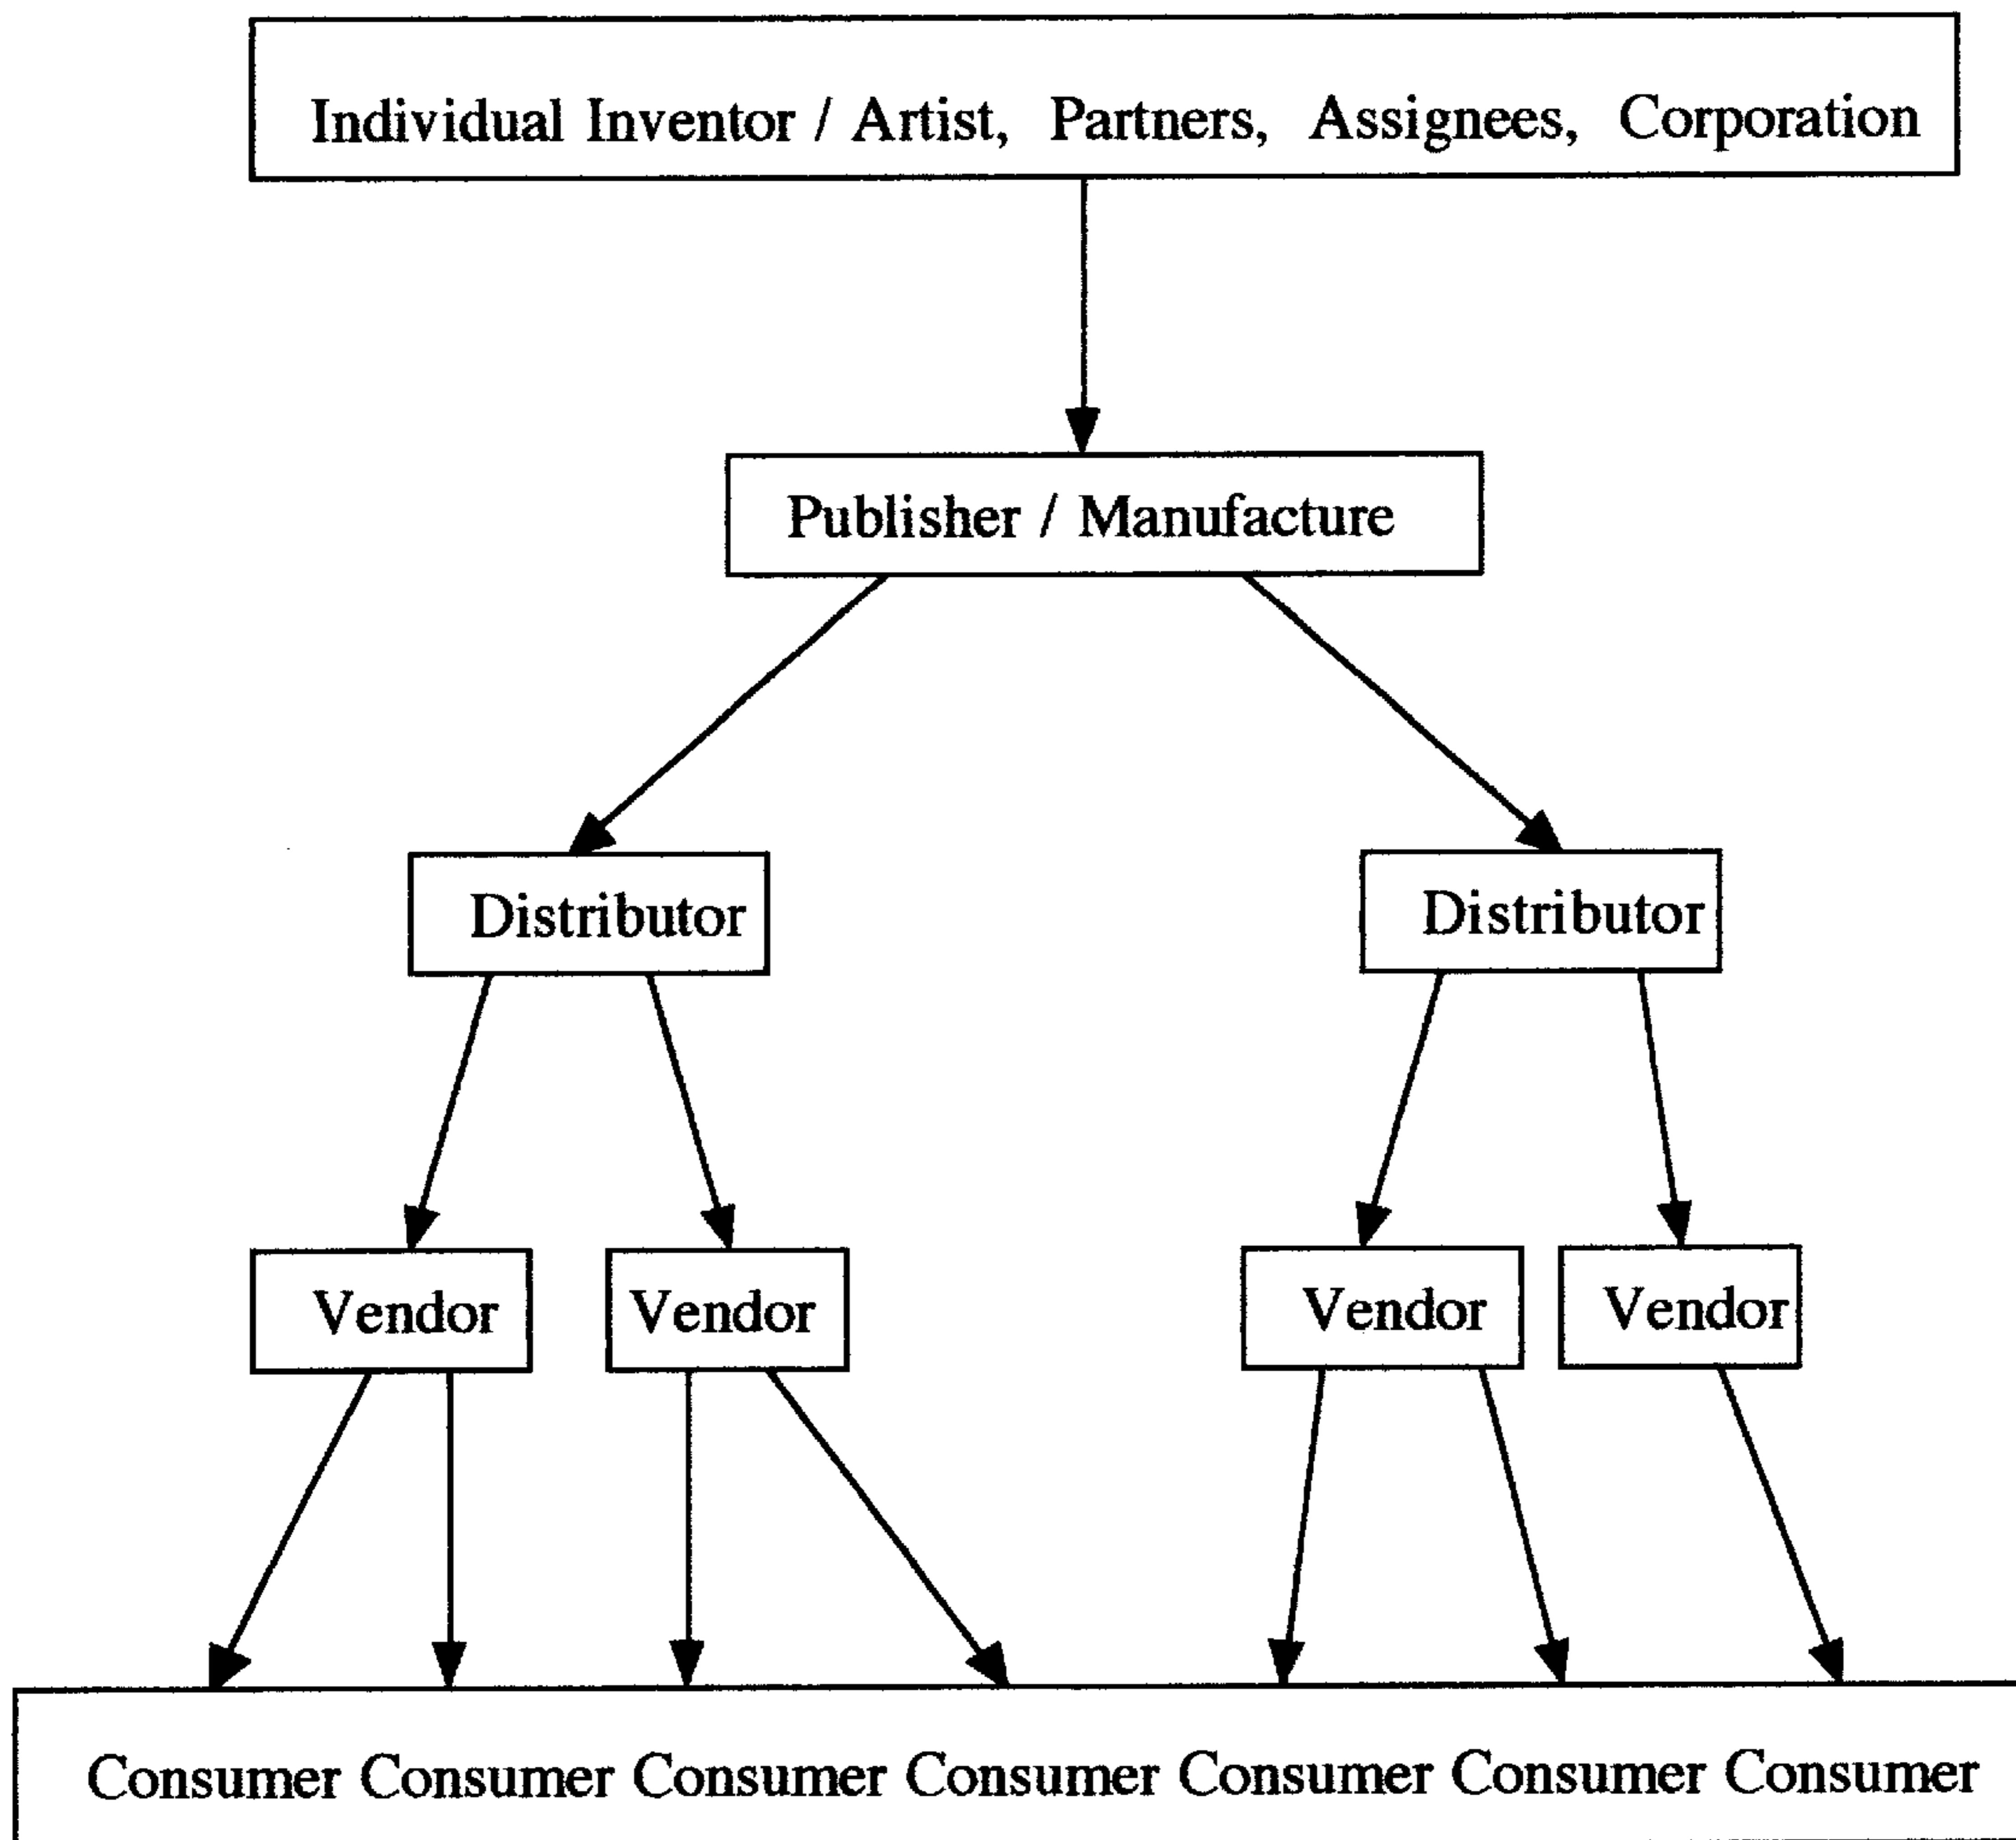 Individual Inventor / Artist, Partners, Assignees, Corporation
Publisher / Manufacture
Distributor Distributor
Vendor Vendor Vendor Vendor
Consumer Consumer Consumer Consumer Consumer Consumer Consumer